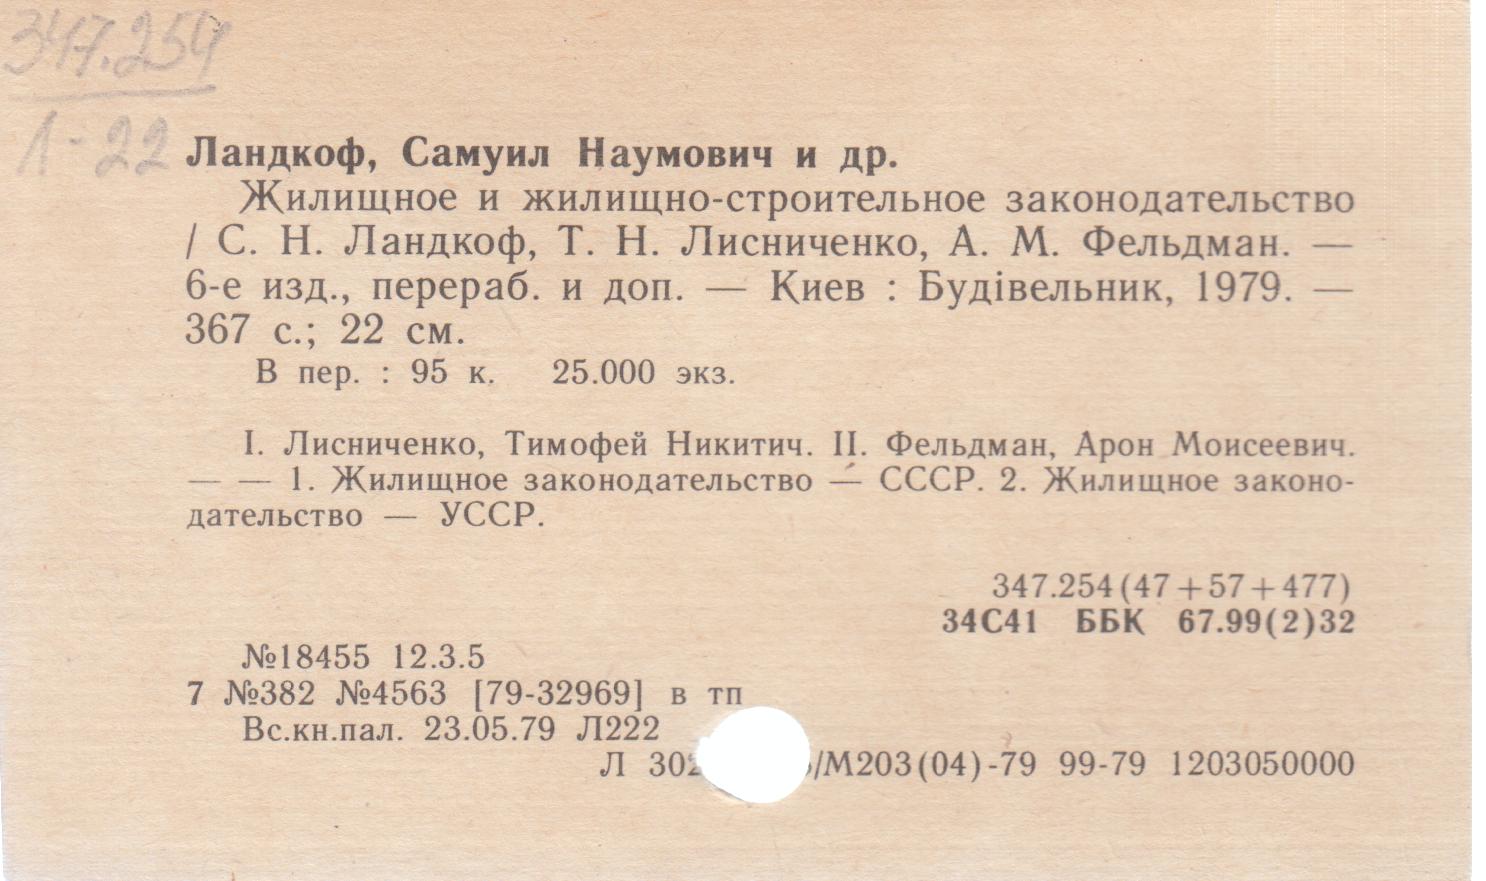 347.254
Л-22
Ландкоф, Самуил Наумович и др.
Жилищное и жилищно-строительное законодательство
/ С. Н. Ландкоф, Т. Н. Лисниченко, А. М. Фельдман. —
6-е изд., перераб. и доп. — Киев : Будівельник, 1979. —
367 с.; 22 см.
В пер. : 95 к. 25.000 экз.
I. Лисниченко, Тимофей Никитич. II. Фельдман, Арон Моисеевич.
— — 1. Жилищное законодательство — СССР. 2. Жилищное законо-
дательство — УССР.
347.254(47+57+477)
34С41 ББК 67.99(2)32
№18455 12.3.5
7 №382 №4563 [79-32969] в тп
Вс.кн.пал. 23.05.79 Л222
Л 302 /М203(04)-79 99-79 1203050000